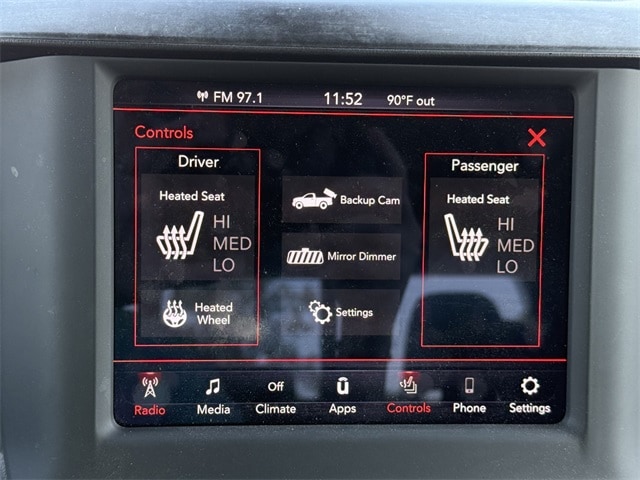 FM 97.1 11:52 90°F out
Controls
Driver
Heated Seat
HI
MED
LO
Heated
Wheel
Backup Cam
Mirror Dimmer
Settings
Passenger
Heated Seat
HI
MED
LO
Off
Radio Media Climate Apps Controls Phone Settings